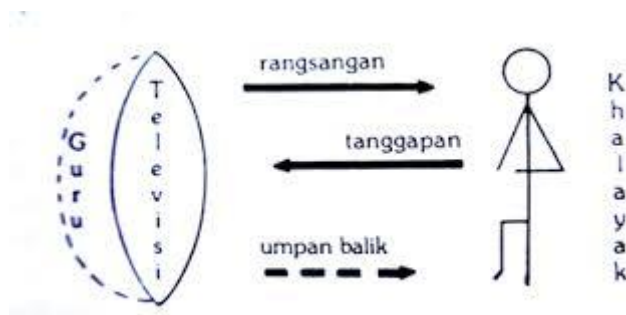 Guru
Televisi
rangsangan
tanggapan
umpan balik
Khalayak